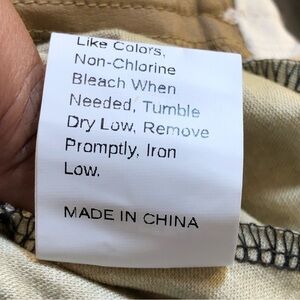 Like Colors,
Non-Chlorine
Bleach When
Needed, Tumble
Dry Low, Remove
Promptly, Iron
Low.
MADE IN CHINA